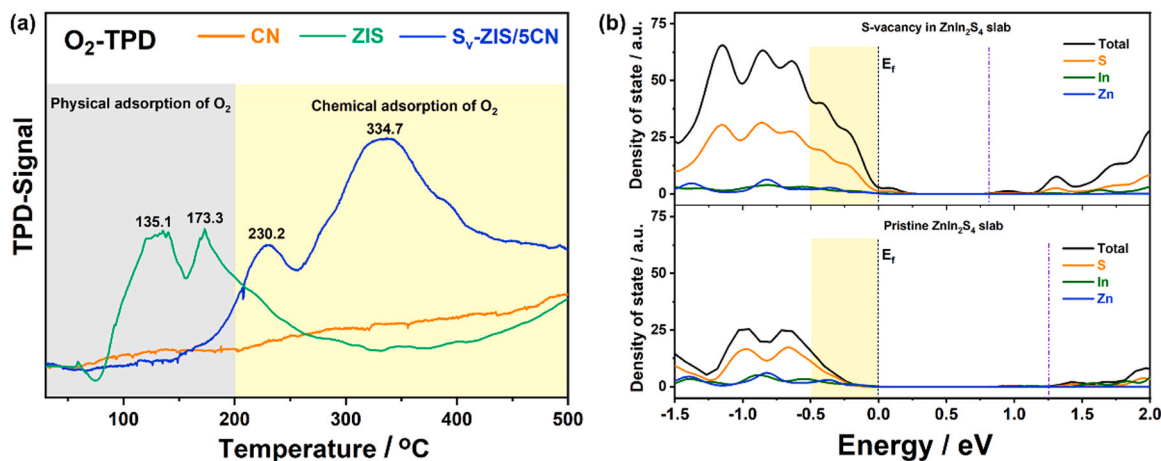 (a)
O₂-TPD
CN
ZIS
Sᵥ-ZIS/5CN
Physical adsorption of O₂
Chemical adsorption of O₂
135.1
173.3
230.2
334.7
TPD-Signal
100
200
300
400
500
Temperature / °C
(b)
S-vacancy in ZnIn₂S₄ slab
Total
S
In
Zn
E_f
Density of state / a.u.
75
50
25
0
Pristine ZnIn₂S₄ slab
Total
S
In
Zn
E_f
Density of state / a.u.
75
50
25
0
-1.5
-1.0
-0.5
0.0
0.5
1.0
1.5
2.0
Energy / eV